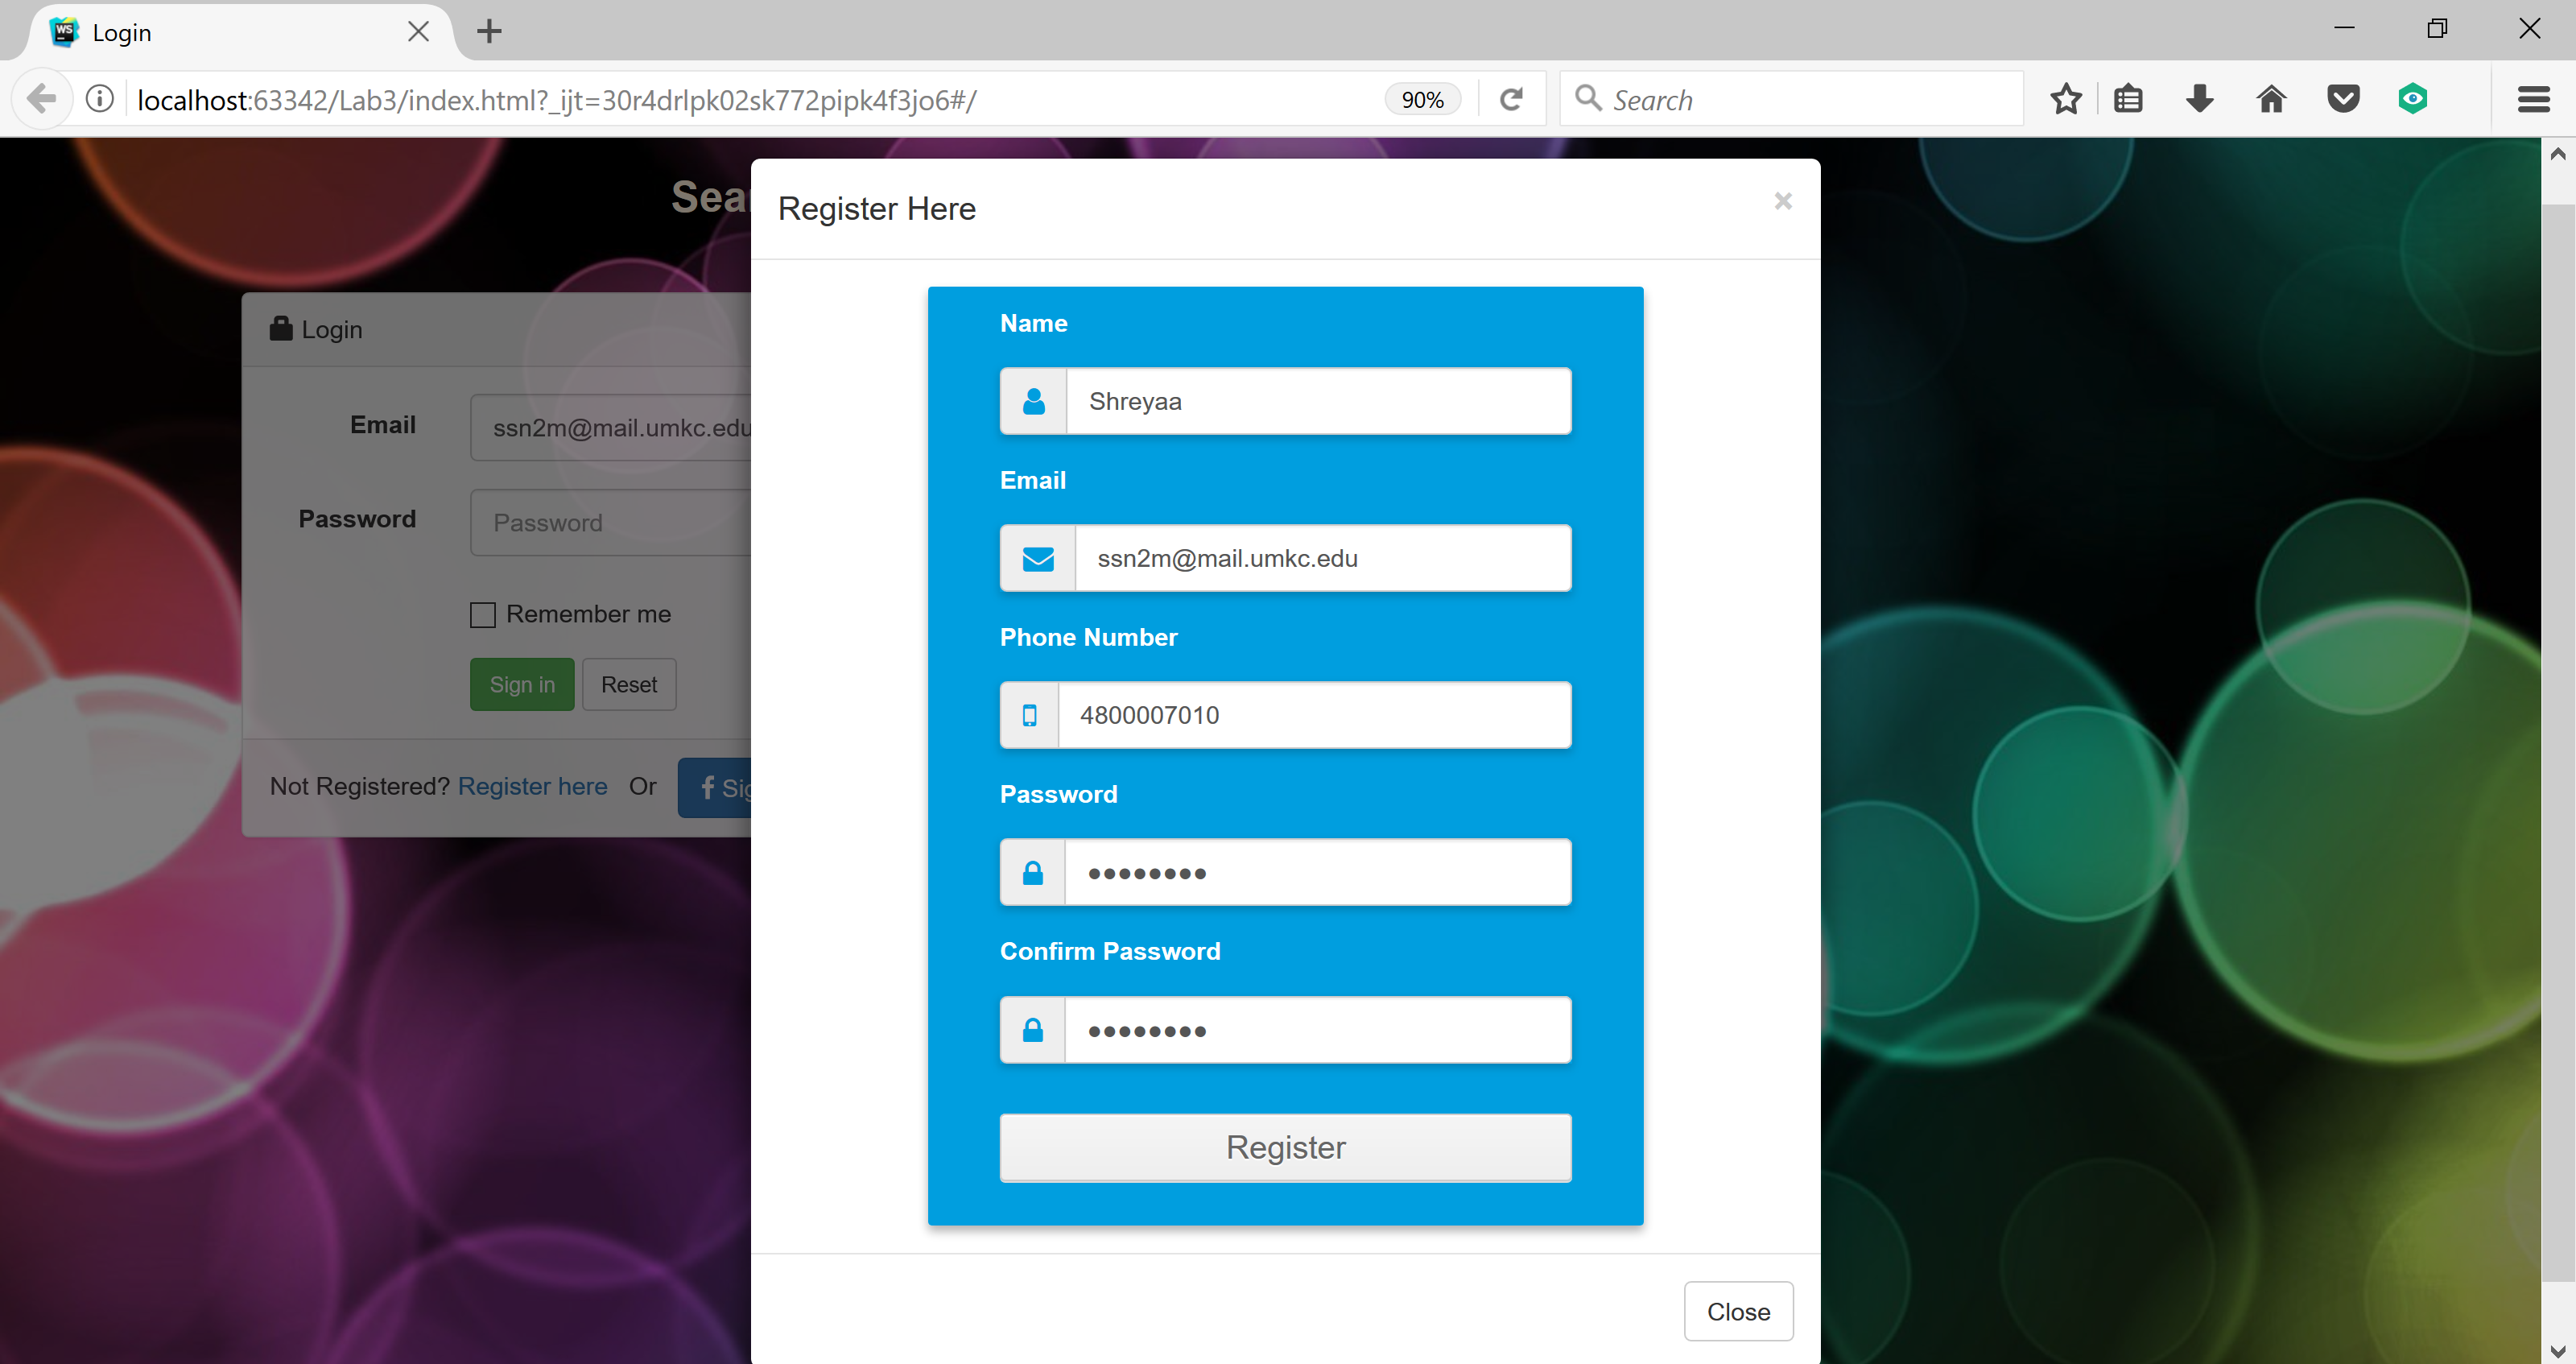 Login
localhost:63342/Lab3/index.html?_ijt=30r4drlpk02sk772pipk4f3jo6#/
90%
Search
Register Here
×
Login
Email
ssn2m@mail.umkc.edu
Password
Password
Remember me
Sign in
Reset
Not Registered? Register here Or
Name
Shreyaa
Email
ssn2m@mail.umkc.edu
Phone Number
4800007010
Password
••••••••
Confirm Password
••••••••
Register
Close